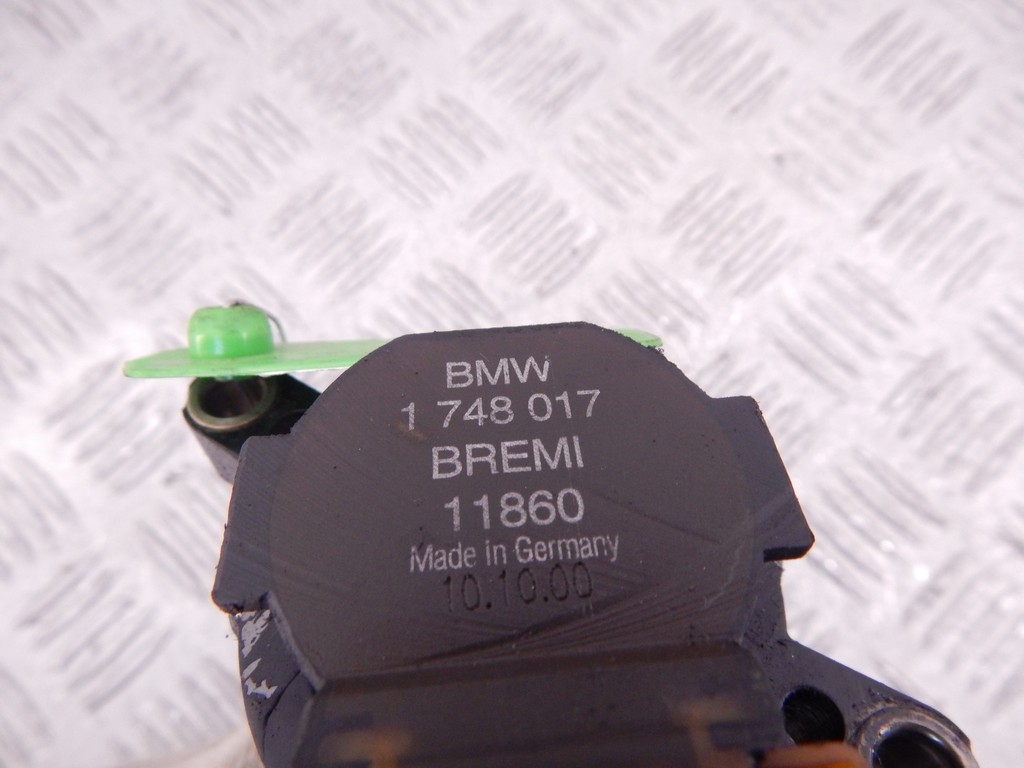 BMW
1 748 017
BREMI
11860
Made in Germany
10.10.00